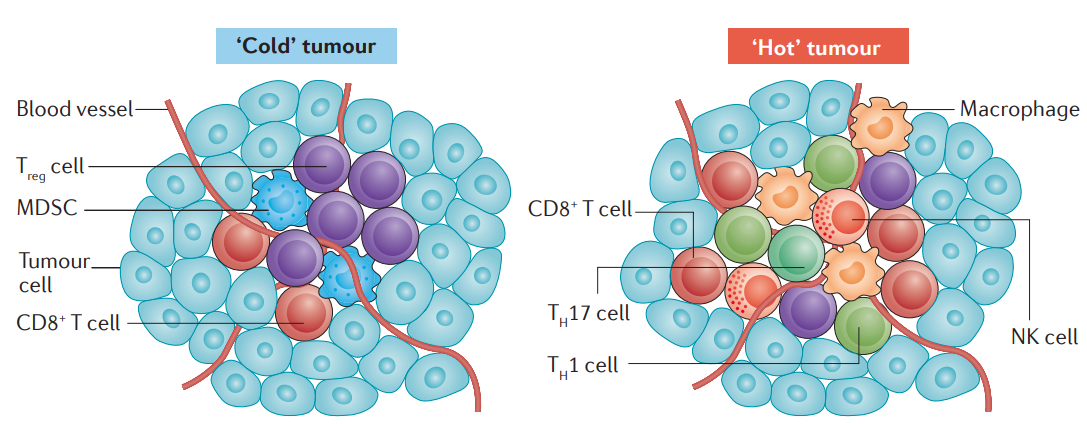 ‘Cold’ tumour
Blood vessel
Treg cell
MDSC
Tumour
cell
CD8⁺ T cell
‘Hot’ tumour
Macrophage
CD8⁺ T cell
TH17 cell
NK cell
TH1 cell